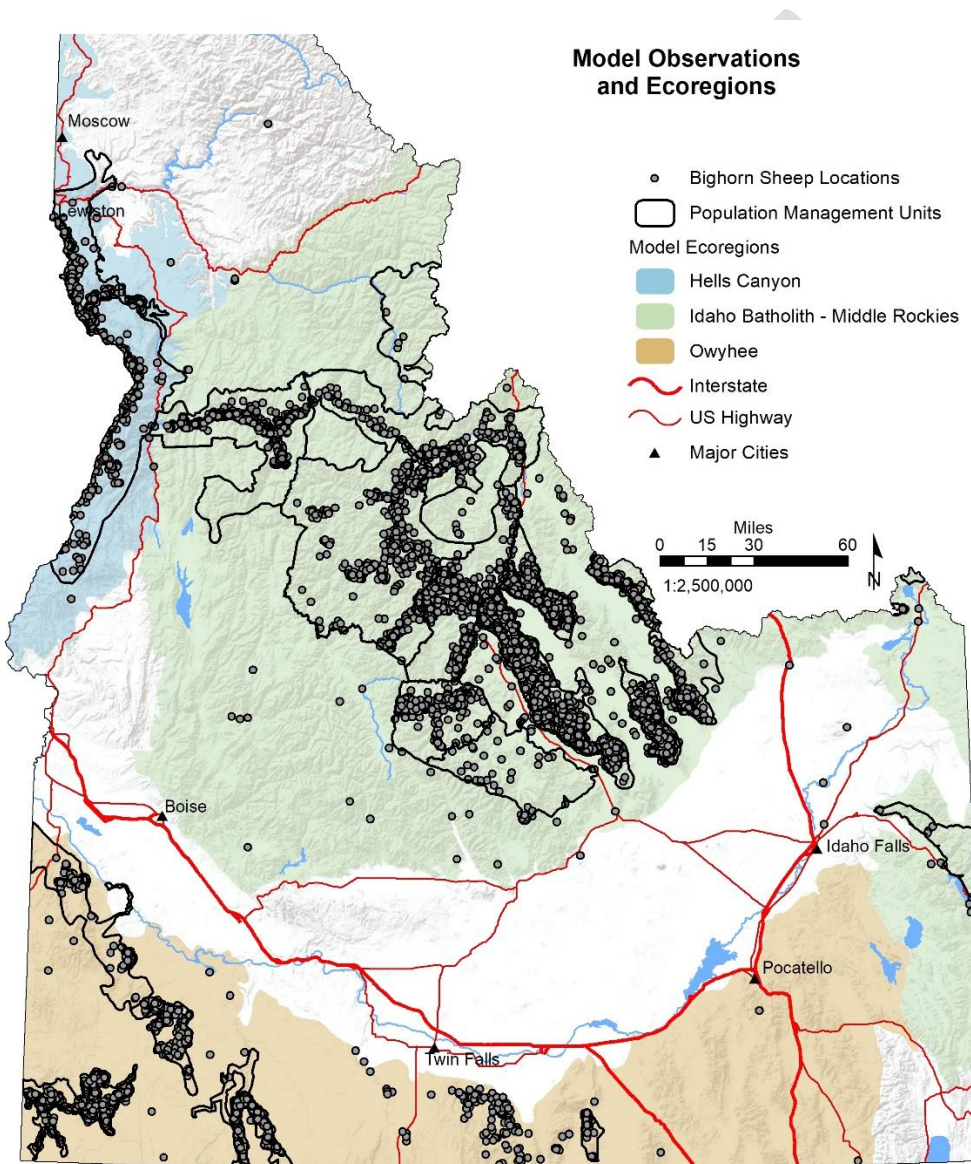 Model Observations
and Ecoregions
Moscow
Bighorn Sheep Locations
Population Management Units
Lewiston
Model Ecoregions
Hells Canyon
Idaho Batholith - Middle Rockies
Owyhee
Interstate
US Highway
Major Cities
Miles
0 15 30 60
1:2,500,000
N
Boise
Idaho Falls
Pocatello
Twin Falls